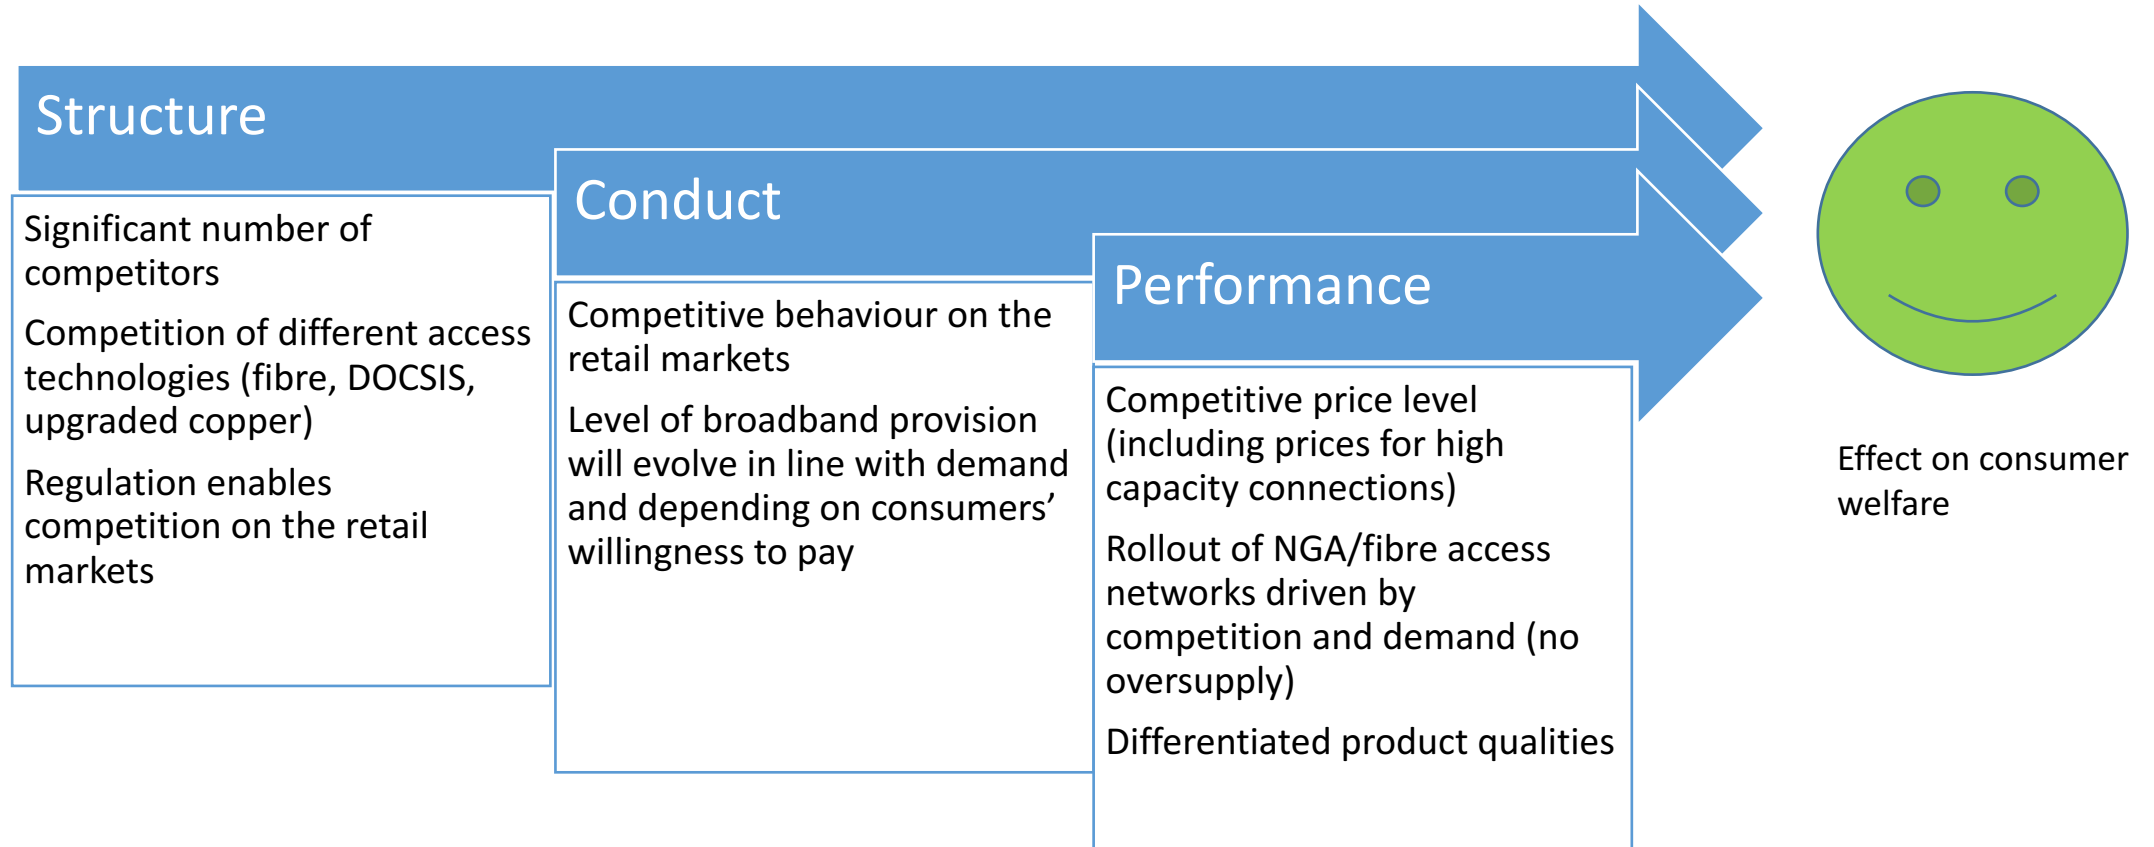 Structure
Significant number of
competitors
Competition of different access
technologies (fibre, DOCSIS,
upgraded copper)
Regulation enables
competition on the retail
markets
Conduct
Competitive behaviour on the
retail markets
Level of broadband provision
will evolve in line with demand
and depending on consumers’
willingness to pay
Performance
Competitive price level
(including prices for high
capacity connections)
Rollout of NGA/fibre access
networks driven by
competition and demand (no
oversupply)
Differentiated product qualities
Effect on consumer
welfare